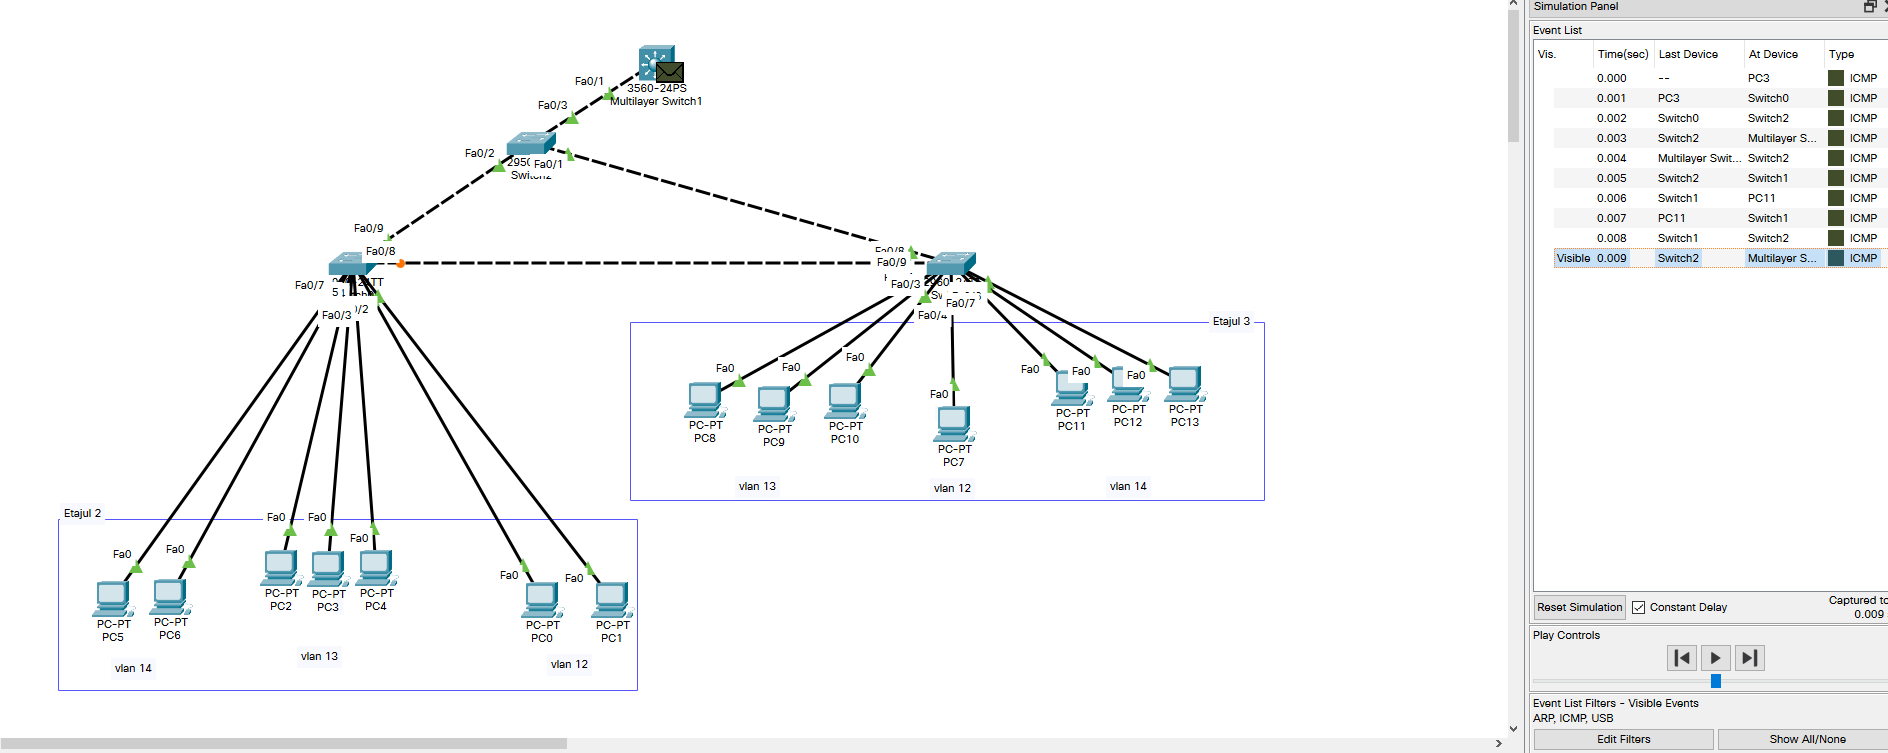 Simulation Panel
Event List
Vis. Time(sec) Last Device At Device Type
0.000 -- PC3 ICMP
0.001 PC3 Switch0 ICMP
0.002 Switch0 Switch2 ICMP
0.003 Switch2 Multilayer S... ICMP
0.004 Multilayer Swit... Switch2 ICMP
0.005 Switch2 Switch1 ICMP
0.006 Switch1 PC11 ICMP
0.007 PC11 Switch1 ICMP
0.008 Switch1 Switch2 ICMP
Visible 0.009 Switch2 Multilayer S... ICMP
Reset Simulation Constant Delay Captured to
0.009
Play Controls
Event List Filters - Visible Events
ARP, ICMP, USB
Edit Filters Show All/None
Fa0/1
3560-24PS
Multilayer Switch1
Fa0/3
Fa0/2
Fa0/1
Switch2
Fa0/9
Fa0/8
Fa0/7
Fa0/3
Fa0/8
Fa0/9
Fa0/3
Fa0/7
Fa0/4
Etajul 3
Fa0
Fa0
Fa0
Fa0
Fa0
Fa0
Fa0
PC-PT
PC8
PC-PT
PC9
PC-PT
PC10
PC-PT
PC7
PC-PT
PC11
PC-PT
PC12
PC-PT
PC13
vlan 13
vlan 12
vlan 14
Etajul 2
Fa0
Fa0
Fa0
Fa0
Fa0
Fa0
Fa0
PC-PT
PC5
PC-PT
PC6
PC-PT
PC2
PC-PT
PC3
PC-PT
PC4
PC-PT
PC0
PC-PT
PC1
vlan 14
vlan 13
vlan 12